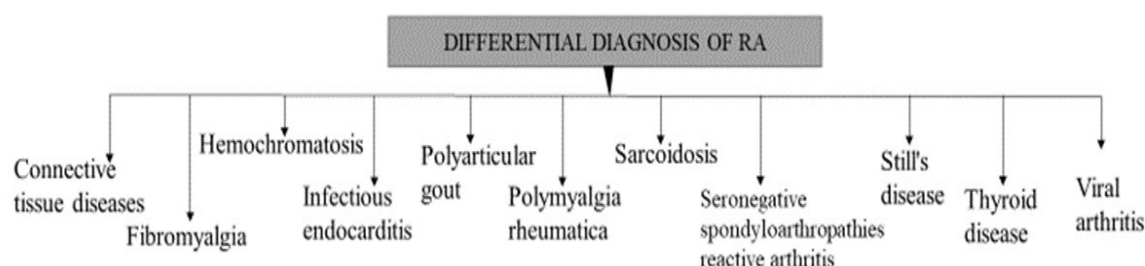 DIFFERENTIAL DIAGNOSIS OF RA
Connective
tissue diseases
Fibromyalgia
Hemochromatosis
Infectious
endocarditis
Polyarticular
gout
Polymyalgia
rheumatica
Sarcoidosis
Seronegative
spondyloarthropathies
reactive arthritis
Still's
disease
Thyroid
disease
Viral
arthritis